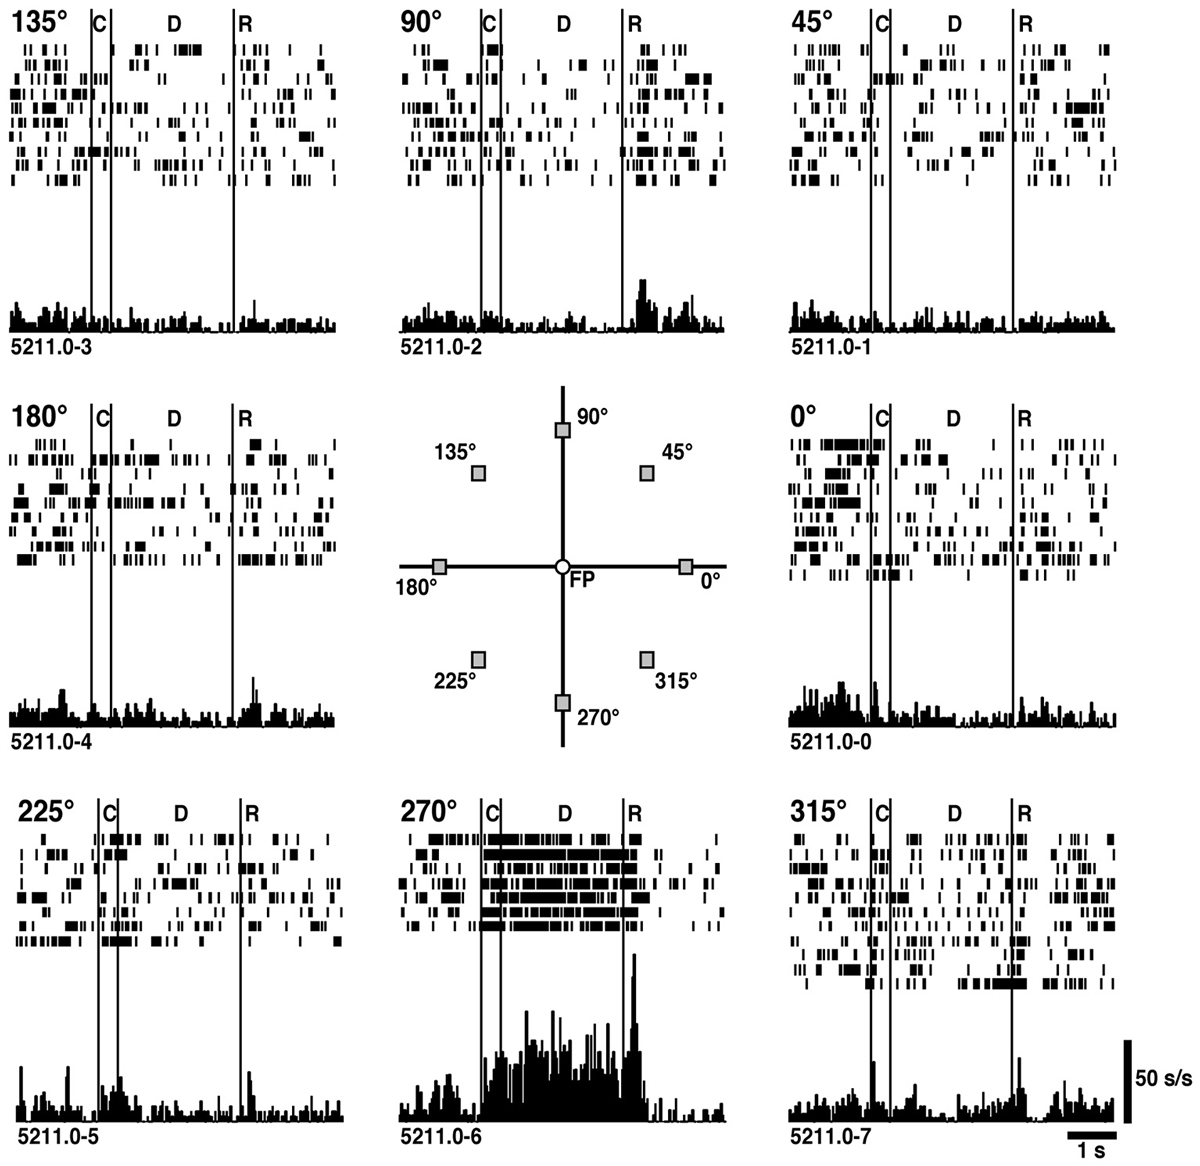 135° C D R
90° C D R
45° C D R
5211.0-3
5211.0-2
5211.0-1
180° C D R
90°
135°
45°
180°
FP
0°
225°
315°
270°
0° C D R
5211.0-4
5211.0-0
225° C D R
270° C D R
315° C D R
50 s/s
5211.0-5
5211.0-6
5211.0-7
1 s